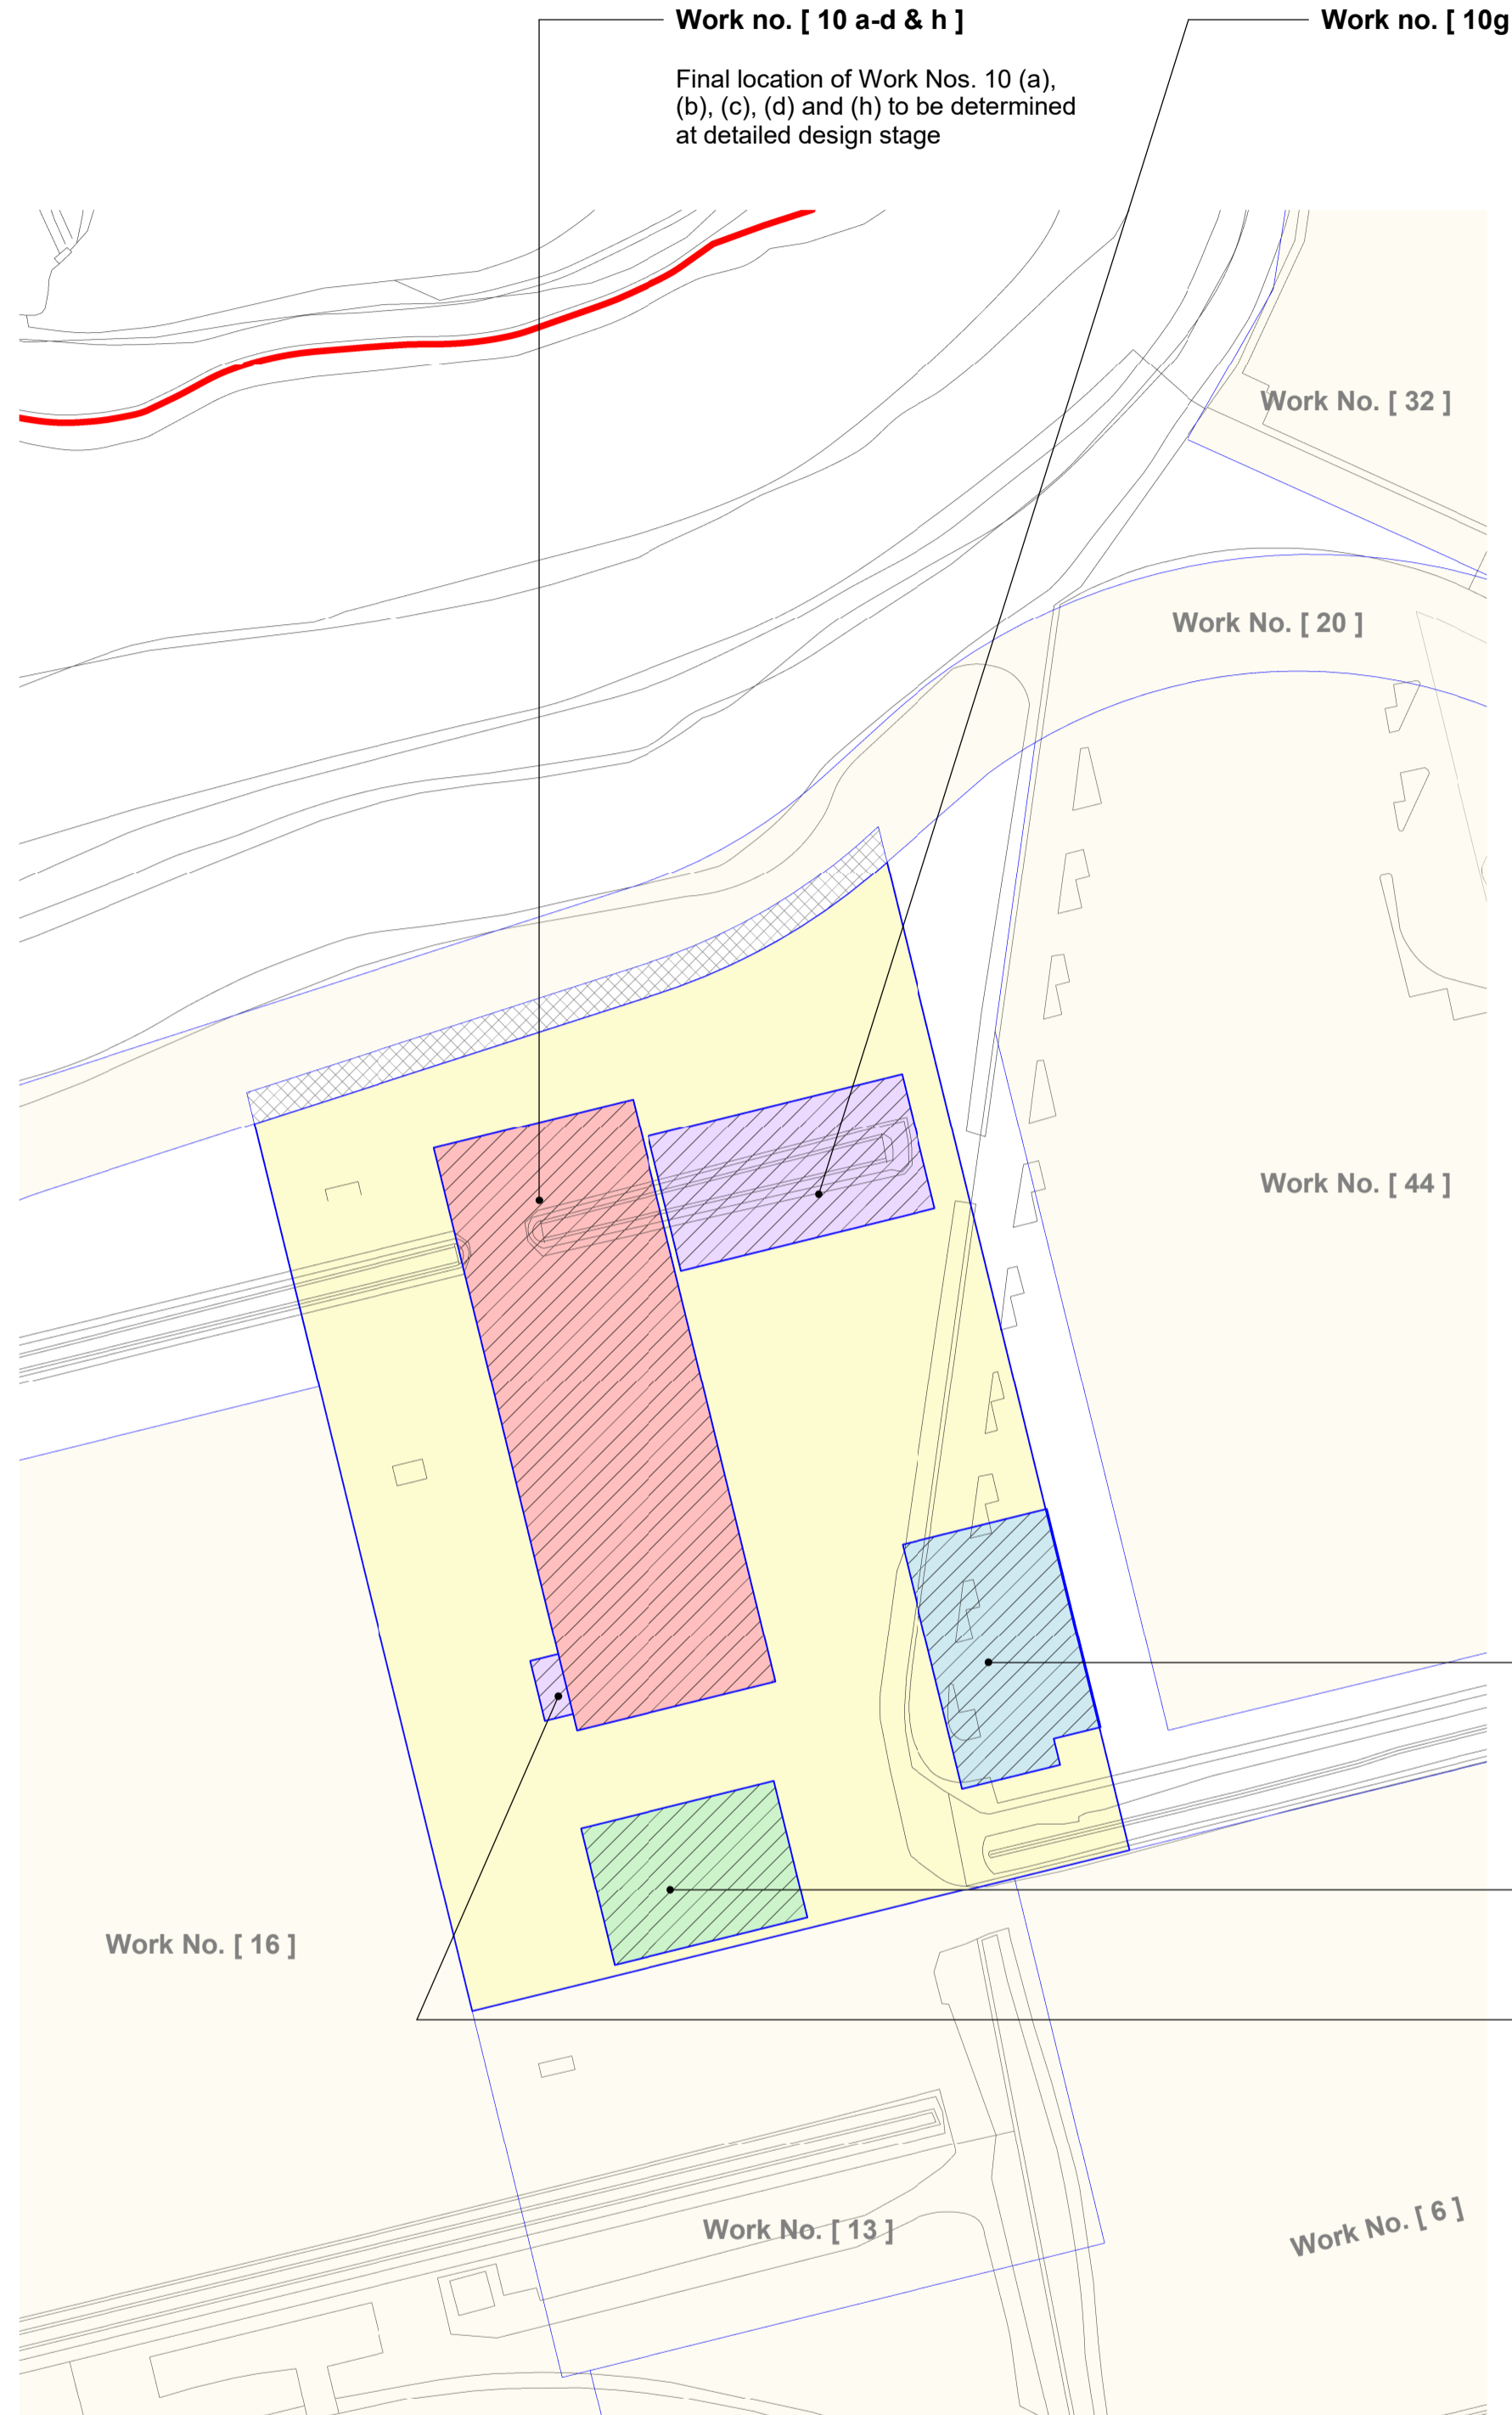 Work no. [ 10 a-d & h ]
Work no. [ 10g
Final location of Work Nos. 10 (a),
(b), (c), (d) and (h) to be determined
at detailed design stage
Work No. [ 32 ]
Work No. [ 20 ]
Work No. [ 44 ]
Work No. [ 16 ]
Work No. [ 13 ]
Work No. [ 6 ]